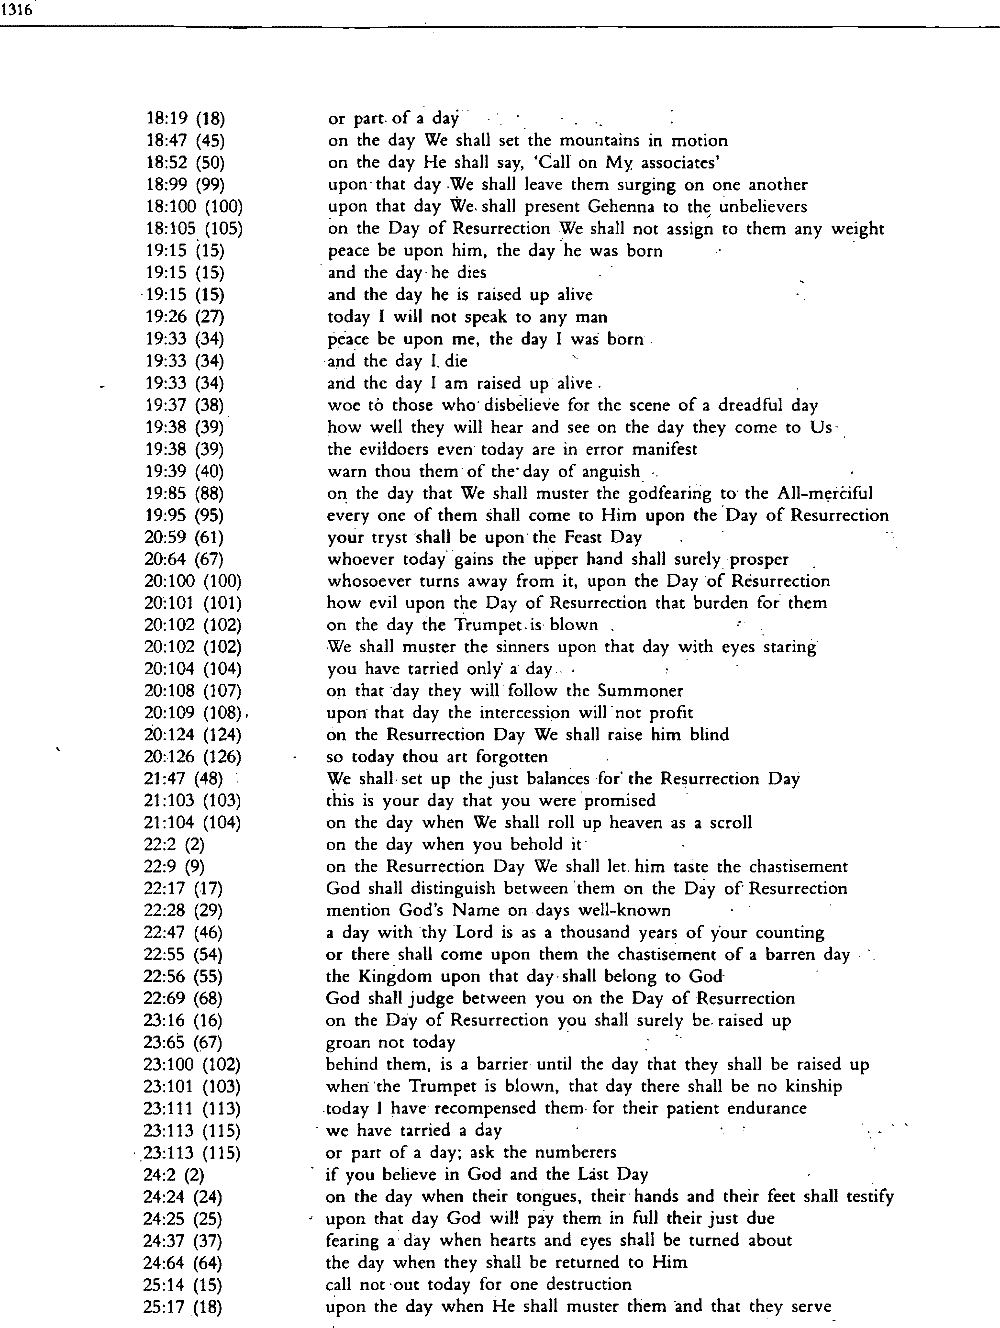 1316
18:19 (18) or part of a day
18:47 (45) on the day We shall set the mountains in motion
18:52 (50) on the day He shall say, 'Call on My associates'
18:99 (99) upon that day We shall leave them surging on one another
18:100 (100) upon that day We shall present Gehenna to the unbelievers
18:105 (105) on the Day of Resurrection We shall not assign to them any weight
19:15 (15) peace be upon him, the day he was born
19:15 (15) and the day he dies
19:15 (15) and the day he is raised up alive
19:26 (27) today I will not speak to any man
19:33 (34) peace be upon me, the day I was born
19:33 (34) and the day I die
19:33 (34) and the day I am raised up alive
19:37 (38) woe to those who disbelieve for the scene of a dreadful day
19:38 (39) how well they will hear and see on the day they come to Us
19:38 (39) the evildoers even today are in error manifest
19:39 (40) warn thou them of the day of anguish
19:85 (88) on the day that We shall muster the godfearing to the All-merciful
19:95 (95) every one of them shall come to Him upon the Day of Resurrection
20:59 (61) your tryst shall be upon the Feast Day
20:64 (67) whoever today gains the upper hand shall surely prosper
20:100 (100) whosoever turns away from it, upon the Day of Resurrection
20:101 (101) how evil upon the Day of Resurrection that burden for them
20:102 (102) on the day the Trumpet is blown
20:102 (102) We shall muster the sinners upon that day with eyes staring
20:104 (104) you have tarried only a day
20:108 (107) on that day they will follow the Summoner
20:109 (108) upon that day the intercession will not profit
20:124 (124) on the Resurrection Day We shall raise him blind
20:126 (126) so today thou art forgotten
21:47 (48) We shall set up the just balances for the Resurrection Day
21:103 (103) this is your day that you were promised
21:104 (104) on the day when We shall roll up heaven as a scroll
22:2 (2) on the day when you behold it
22:9 (9) on the Resurrection Day We shall let him taste the chastisement
22:17 (17) God shall distinguish between them on the Day of Resurrection
22:28 (29) mention God's Name on days well-known
22:47 (46) a day with thy Lord is as a thousand years of your counting
22:55 (54) or there shall come upon them the chastisement of a barren day
22:56 (55) the Kingdom upon that day shall belong to God
22:69 (68) God shall judge between you on the Day of Resurrection
23:16 (16) on the Day of Resurrection you shall surely be raised up
23:65 (67) groan not today
23:100 (102) behind them, is a barrier until the day that they shall be raised up
23:101 (103) when the Trumpet is blown, that day there shall be no kinship
23:111 (113) today I have recompensed them for their patient endurance
23:113 (115) we have tarried a day
23:113 (115) or part of a day; ask the numberers
24:2 (2) if you believe in God and the Last Day
24:24 (24) on the day when their tongues, their hands and their feet shall testify
24:25 (25) upon that day God will pay them in full their just due
24:37 (37) fearing a day when hearts and eyes shall be turned about
24:64 (64) the day when they shall be returned to Him
25:14 (15) call not out today for one destruction
25:17 (18) upon the day when He shall muster them and that they serve